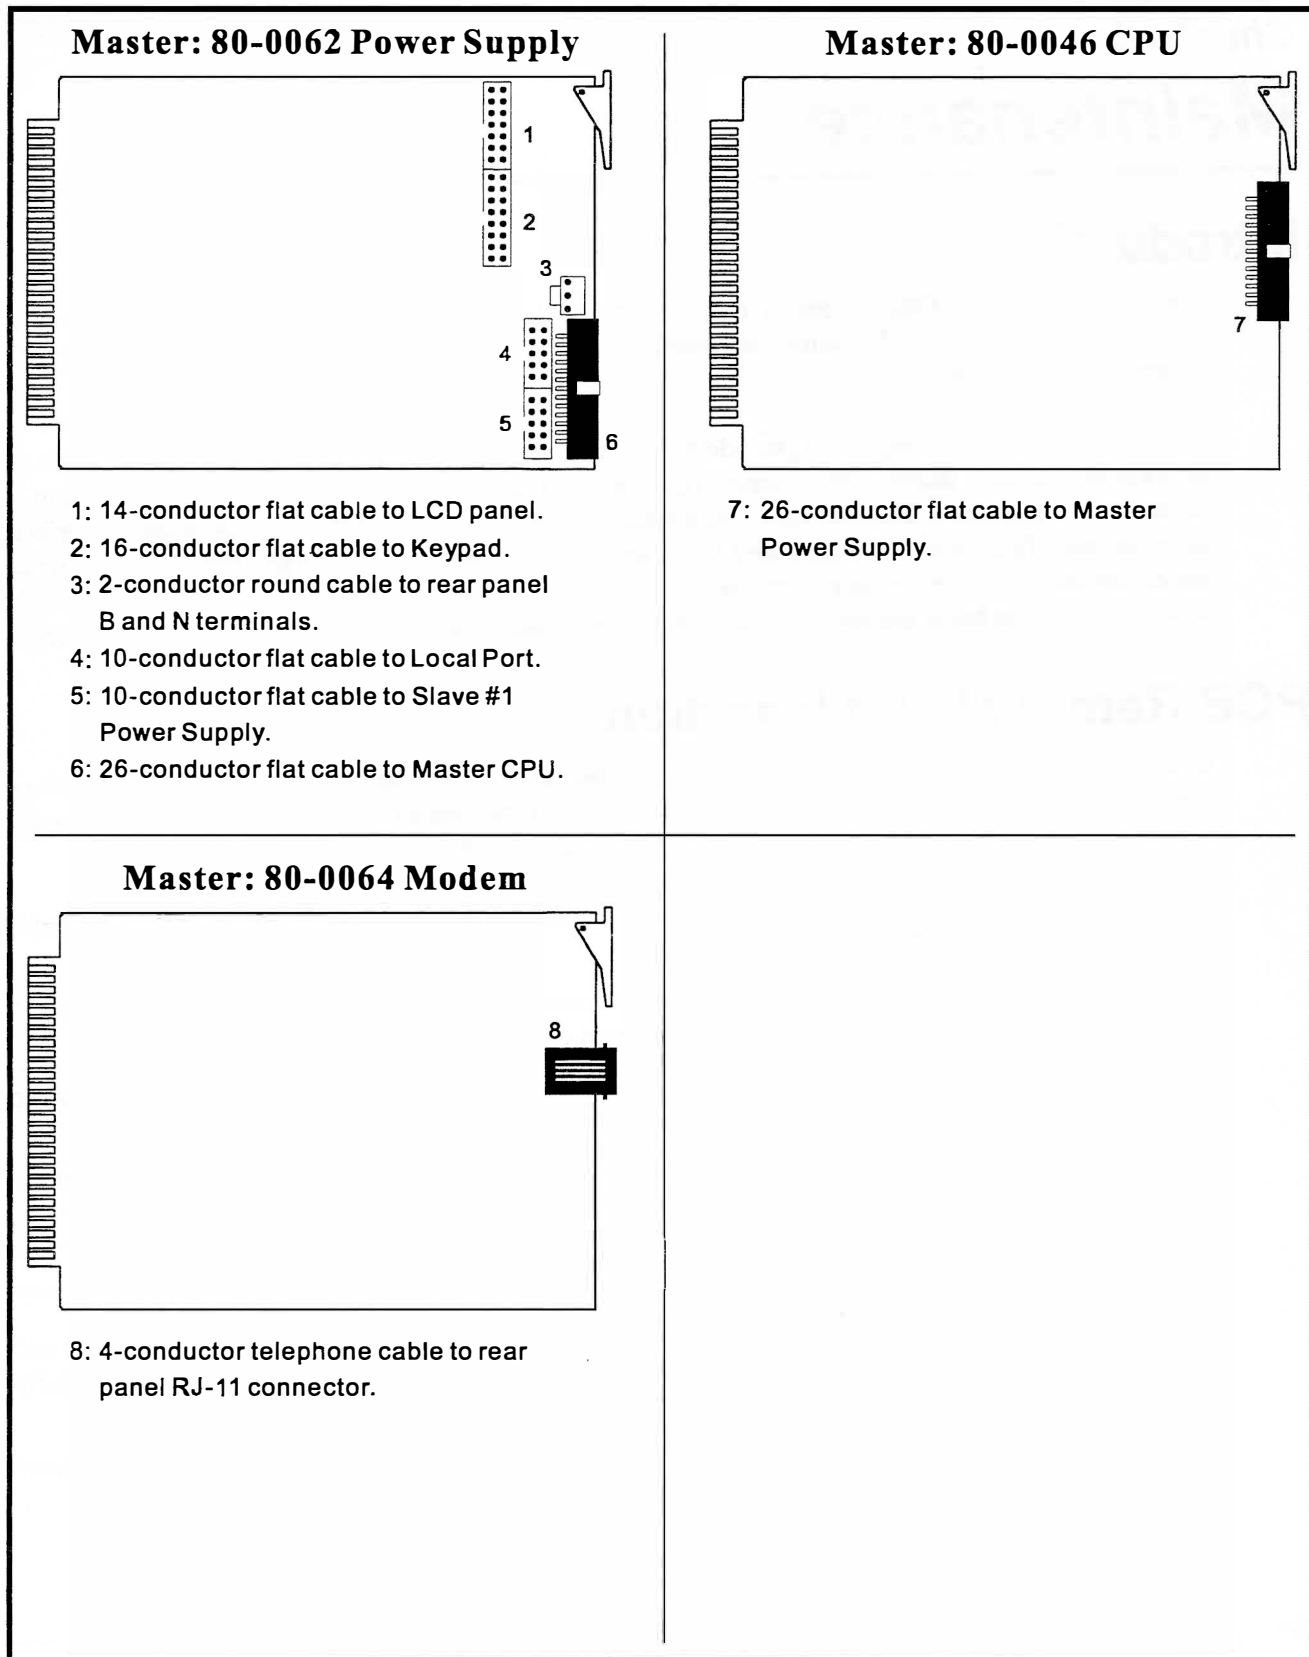 Master: 80-0062 Power Supply
1
2
3
4
5
6
1: 14-conductor flat cable to LCD panel.
2: 16-conductor flat cable to Keypad.
3: 2-conductor round cable to rear panel
B and N terminals.
4: 10-conductor flat cable to Local Port.
5: 10-conductor flat cable to Slave #1
Power Supply.
6: 26-conductor flat cable to Master CPU.
Master: 80-0046 CPU
7
7: 26-conductor flat cable to Master
Power Supply.
Master: 80-0064 Modem
8
8: 4-conductor telephone cable to rear
panel RJ-11 connector.